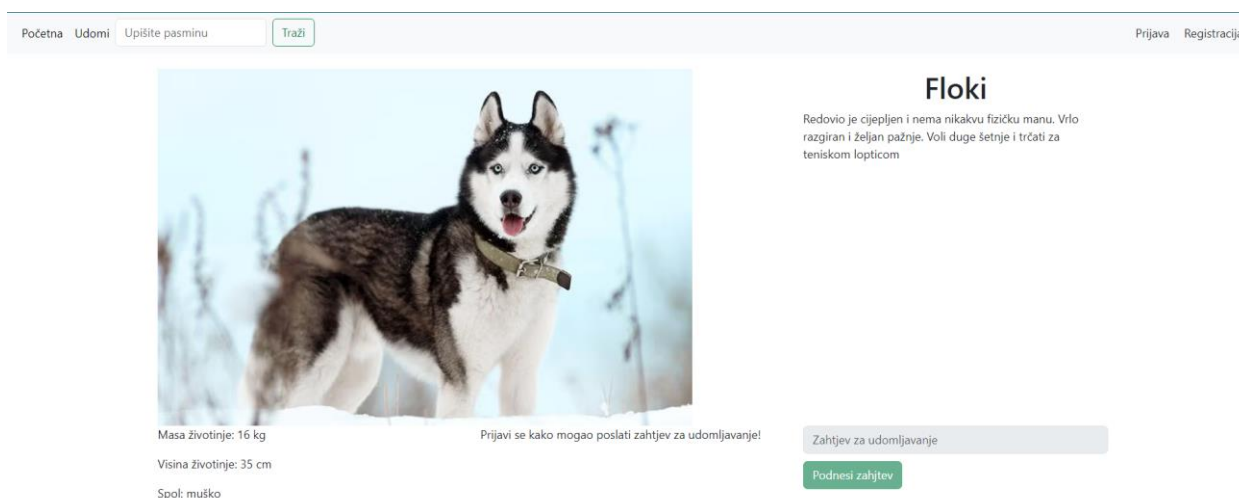 Početna Udomi Upišite pasminu Traži Prijava Registracija
Floki
Redovio je cijepljen i nema nikakvu fizičku manu. Vrlo
razgiran i željan pažnje. Voli duge šetnje i trčati za
teniskom lopticom
Masa životinje: 16 kg
Prijavi se kako mogao poslati zahtjev za udomljavanje!
Zahtjev za udomljavanje
Visina životinje: 35 cm
Podnesi zahjtev
Spol: muško